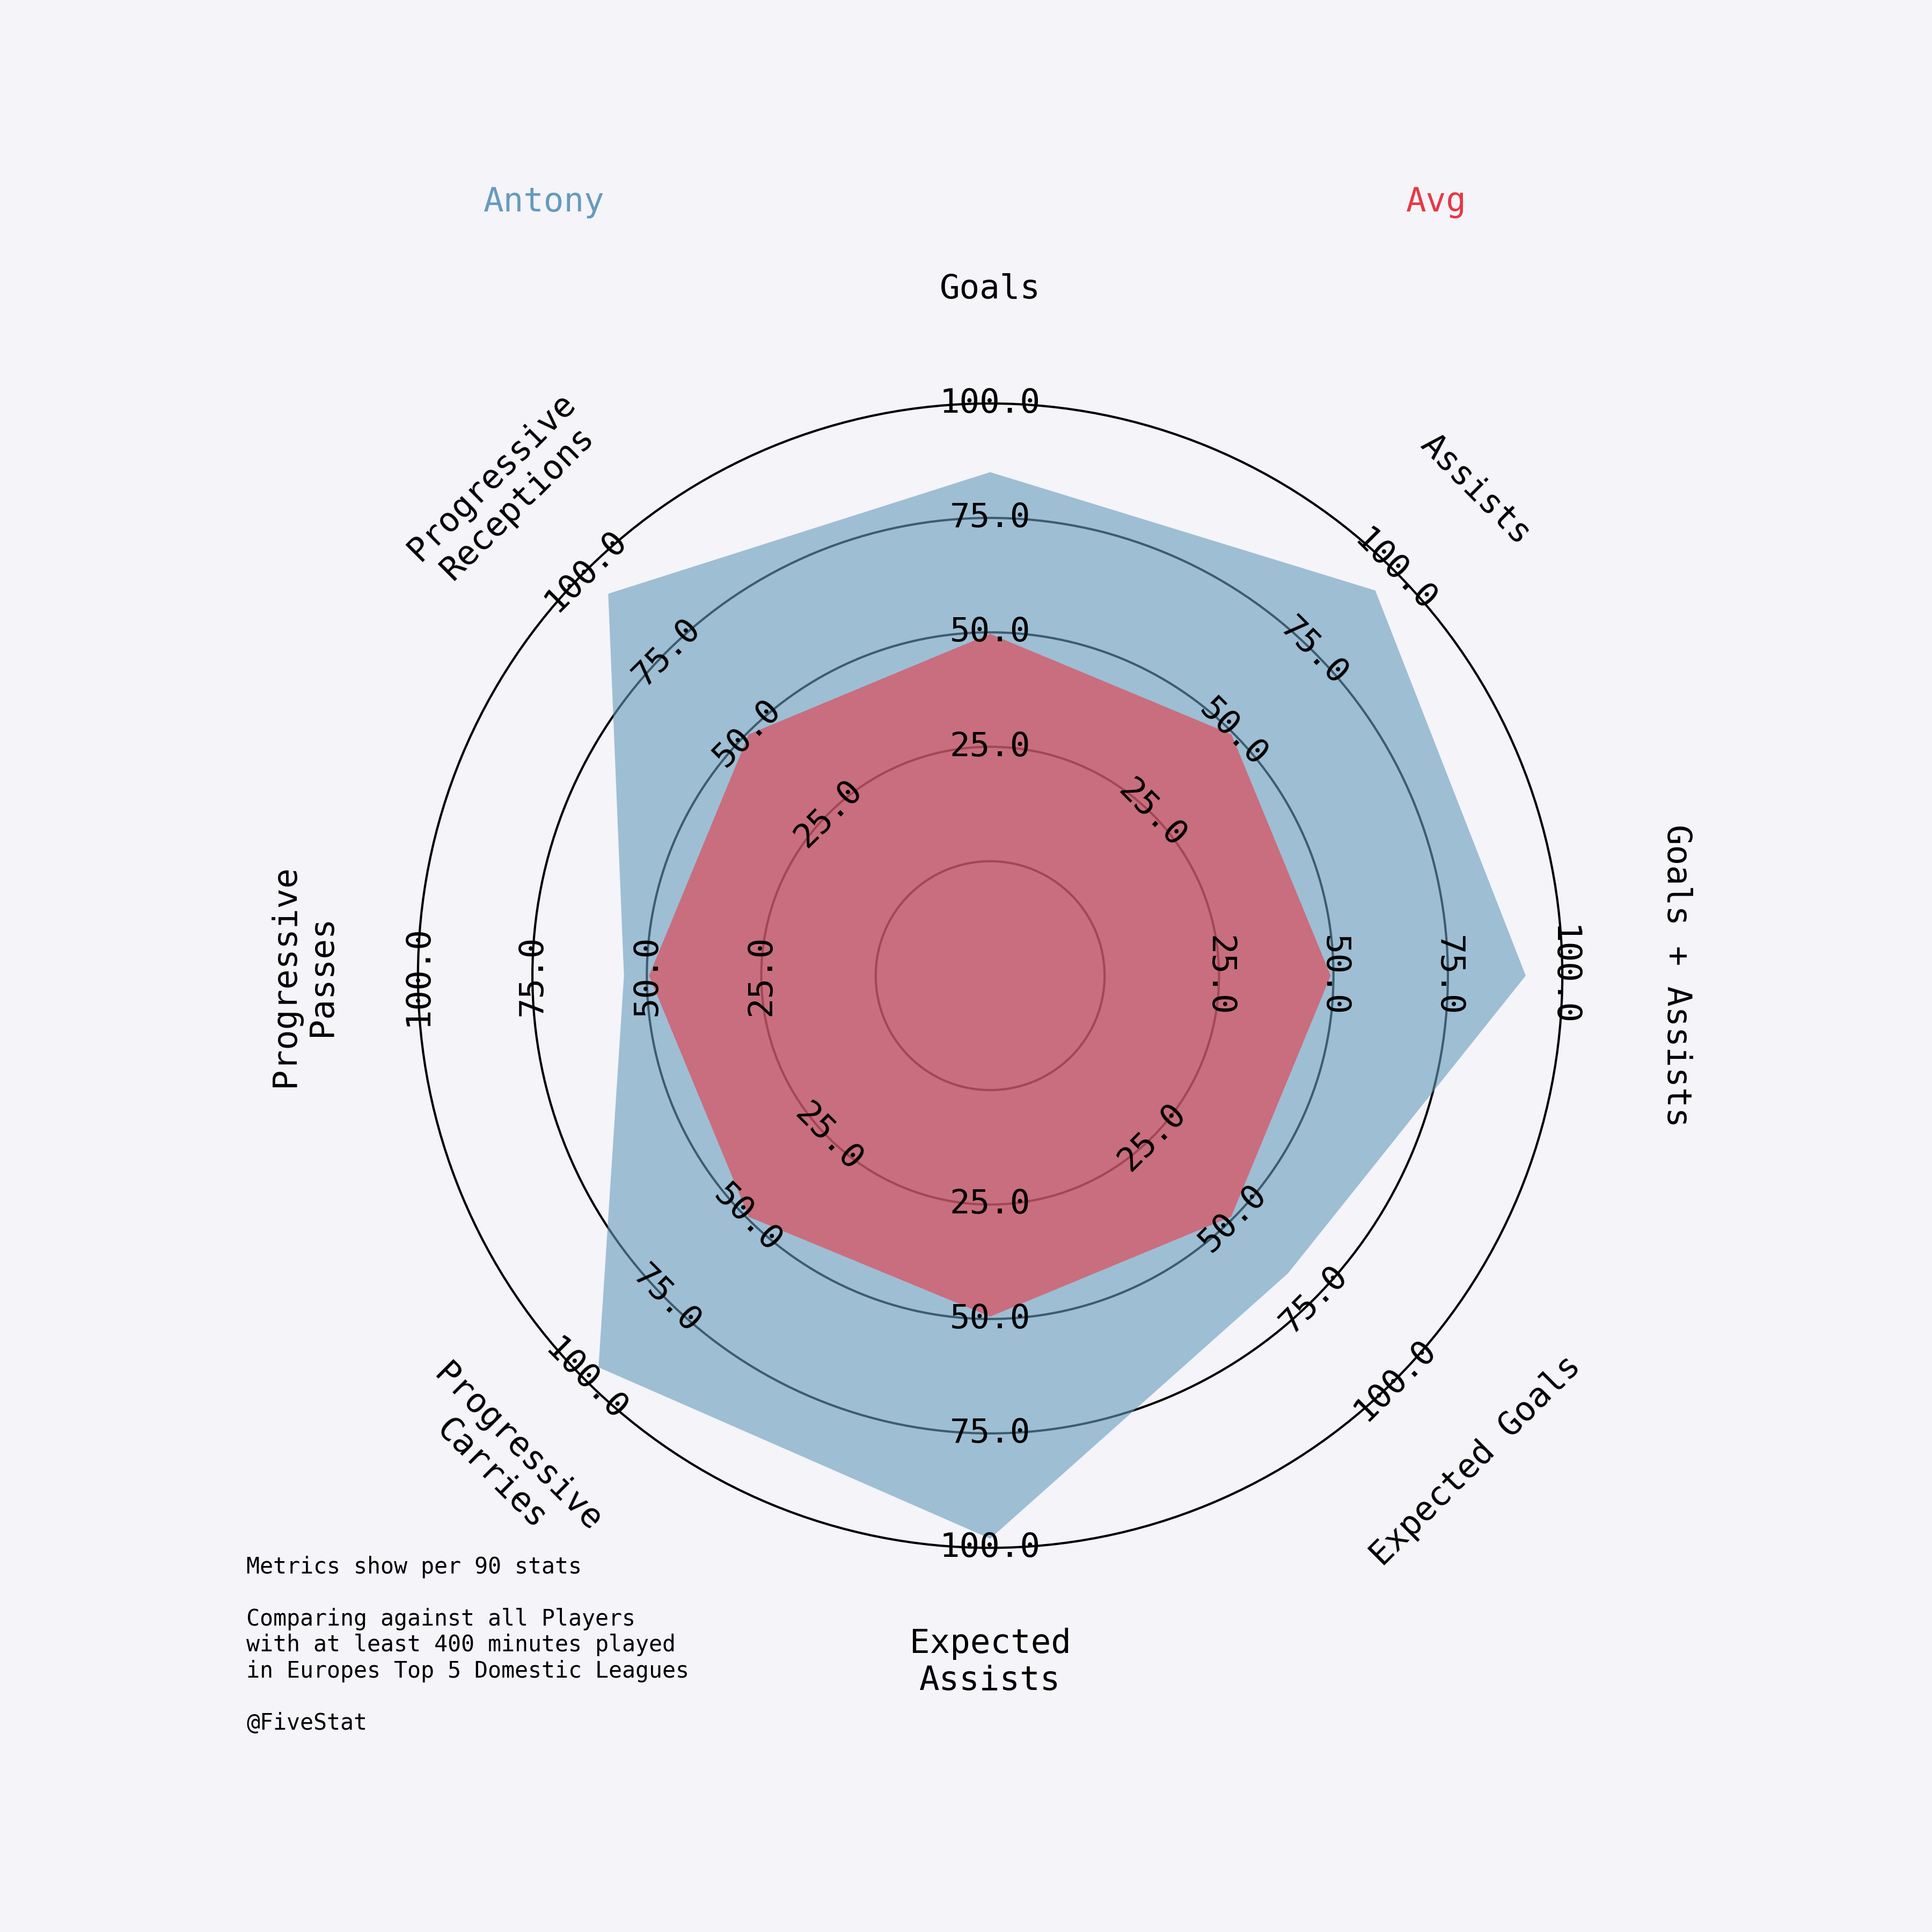 Antony
Avg
Goals
Assists
Goals + Assists
Expected Goals
Expected
Assists
Progressive
Carries
Progressive
Passes
Progressive
Receptions
25.0
50.0
75.0
100.0
25.0
50.0
75.0
100.0
25.0
50.0
75.0
100.0
25.0
50.0
75.0
100.0
25.0
50.0
75.0
100.0
25.0
50.0
75.0
100.0
25.0
50.0
75.0
100.0
25.0
50.0
75.0
100.0
Metrics show per 90 stats
Comparing against all Players
with at least 400 minutes played
in Europes Top 5 Domestic Leagues
@FiveStat